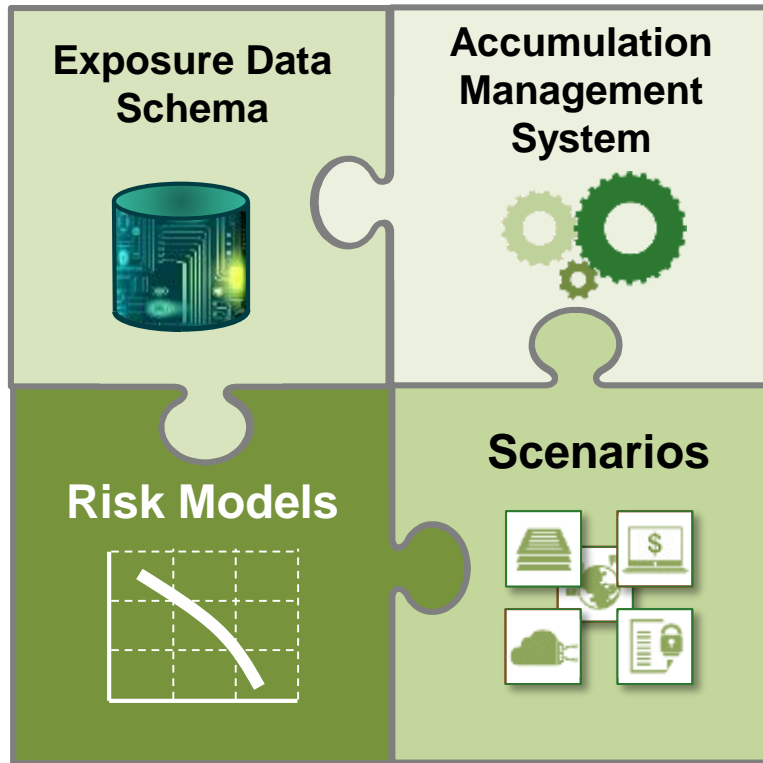 Exposure Data
Schema
Accumulation
Management
System
Risk Models
Scenarios
$